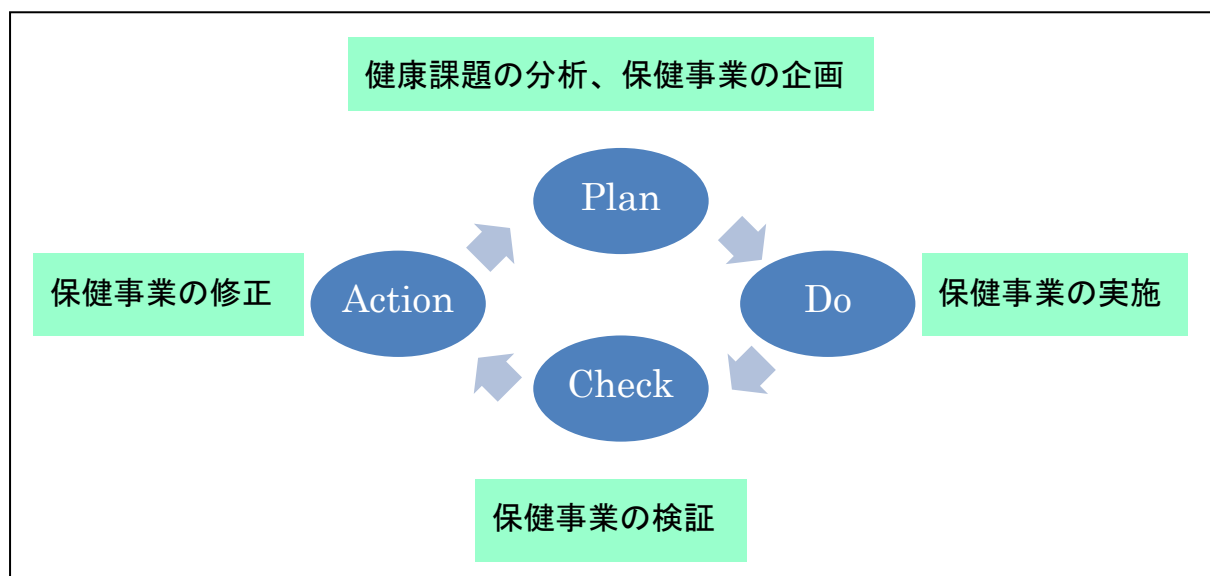 健康課題の分析、保健事業の企画
Plan
保健事業の修正
Action
Do
保健事業の実施
Check
保健事業の検証